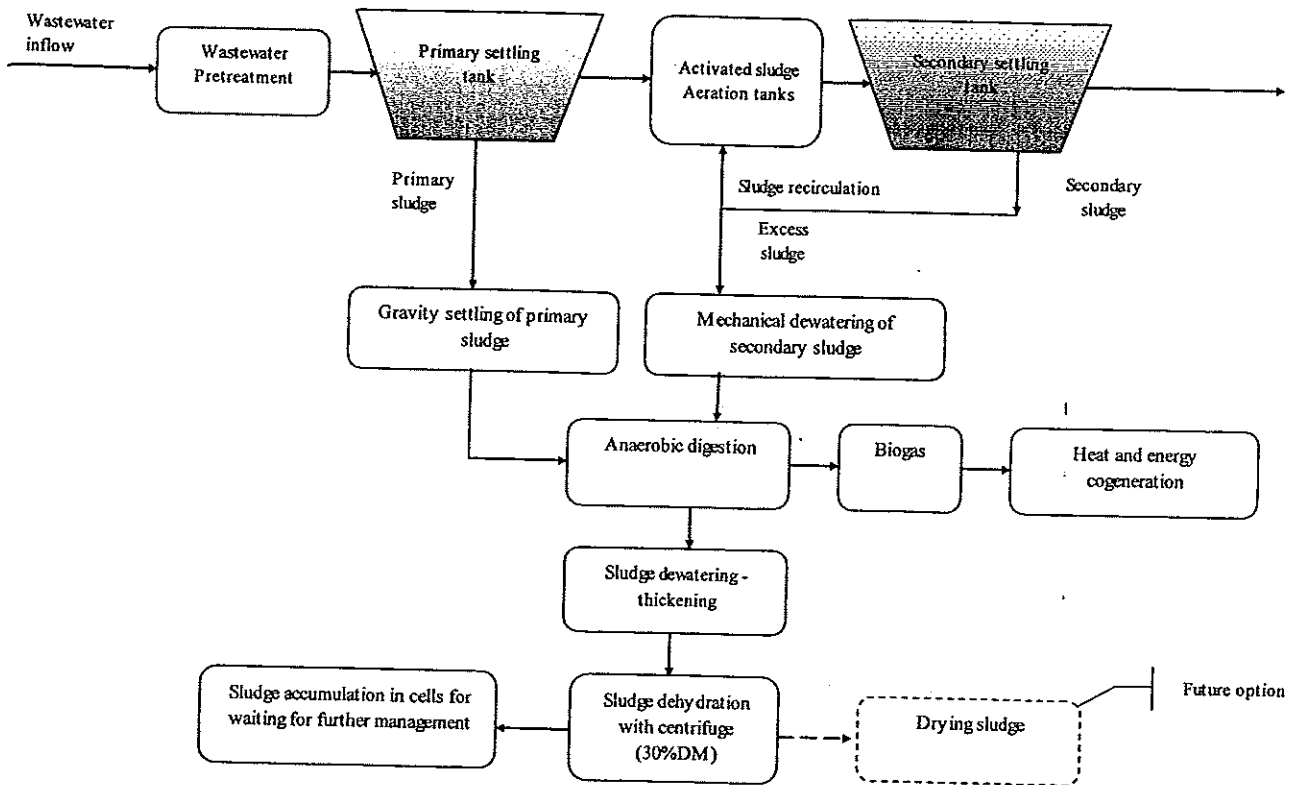 Wastewater
inflow
Wastewater
Pretreatment
Primary settling
tank
Activated sludge
Aeration tanks
Secondary settling
Tank
Primary
sludge
Sludge recirculation
Secondary
sludge
Excess
sludge
Gravity settling of primary
sludge
Mechanical dewatering of
secondary sludge
Anaerobic digestion
Biogas
Heat and energy
cogeneration
Sludge dewatering -
thickening
Sludge accumulation in cells for
waiting for further management
Sludge dehydration
with centrifuge
(30%DM)
Drying sludge
Future option